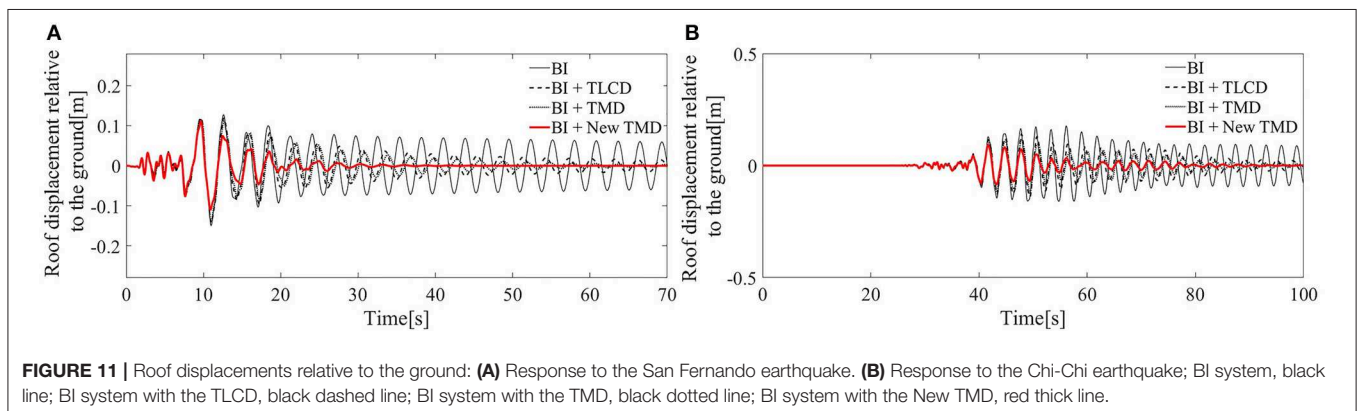 A
Roof displacement relative
to the ground[m]
0.2
0.1
0
-0.1
-0.2
BI
BI + TLCD
BI + TMD
BI + New TMD
0 10 20 30 40 50 60 70
Time[s]
B
Roof displacement relative
to the ground[m]
0.5
0
-0.5
BI
BI + TLCD
BI + TMD
BI + New TMD
0 20 40 60 80 100
Time[s]
FIGURE 11 | Roof displacements relative to the ground: (A) Response to the San Fernando earthquake. (B) Response to the Chi-Chi earthquake; BI system, black
line; BI system with the TLCD, black dashed line; BI system with the TMD, black dotted line; BI system with the New TMD, red thick line.